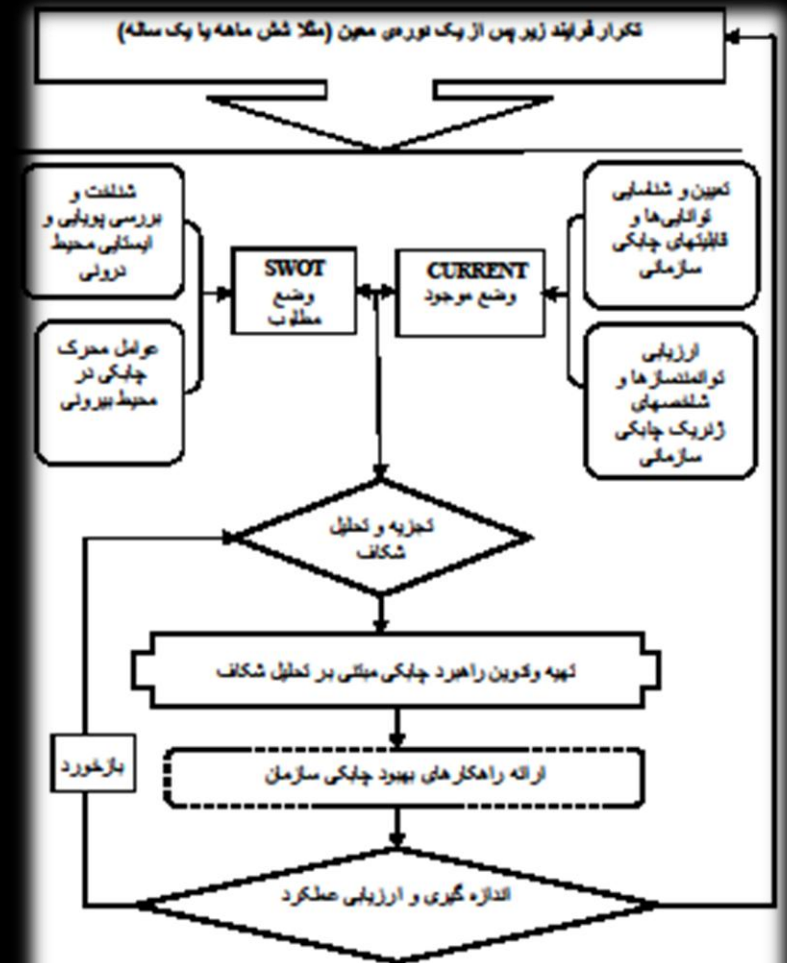 تکرار فرایند زیر پس از یک دوره‌ی معین (مثلا شش ماهه یا یک ساله)
تعیین و شناسایی
توانایی‌ها و
قابلیتهای چابکی
سازمانی
ارزیابی
توانمندسازها و
شاخصهای
ژنریک چابکی
سازمانی
CURRENT
وضع موجود
SWOT
وضع
مطلوب
شناخت و
بررسی پویایی و
ایستایی محیط
درونی
عوامل محرک
چابکی در
محیط بیرونی
تجزیه و تحلیل
شکاف
تهیه وتدوین راهبرد چابکی مبتنی بر تحلیل شکاف
ارائه راهکارهای بهبود چابکی سازمان
بازخورد
اندازه گیری و ارزیابی عملکرد